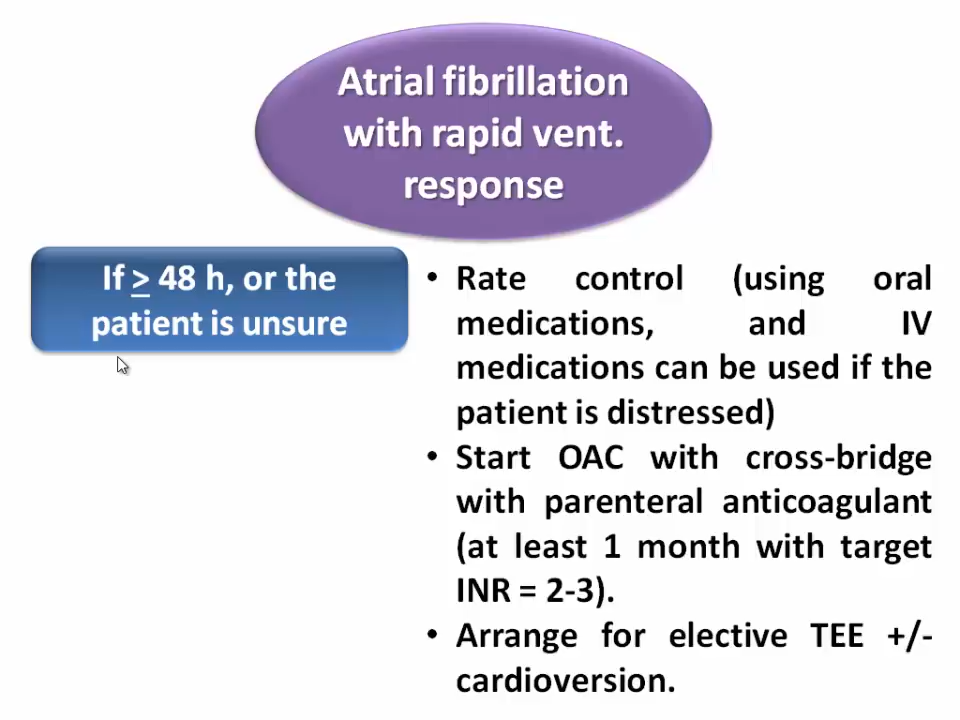 Atrial fibrillation
with rapid vent.
response
If ≥ 48 h, or the
patient is unsure
• Rate control (using oral
medications, and IV
medications can be used if the
patient is distressed)
• Start OAC with cross-bridge
with parenteral anticoagulant
(at least 1 month with target
INR = 2-3).
• Arrange for elective TEE +/-
cardioversion.